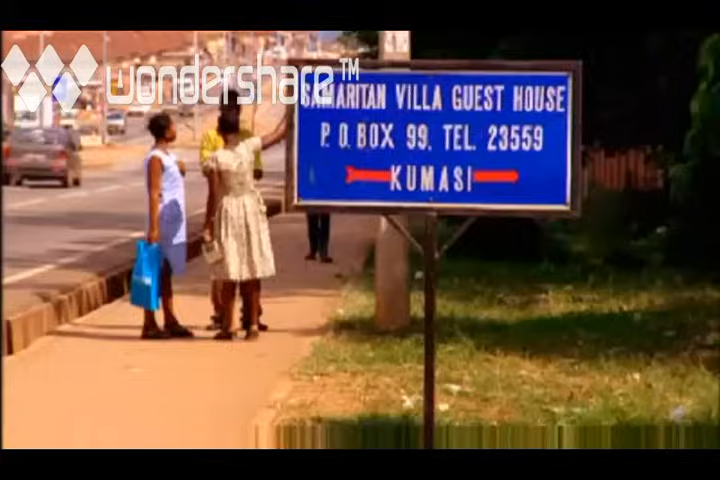 wondershare™
SAMARITAN VILLA GUEST HOUSE
P.O.BOX 99. TEL. 23559
KUMASI